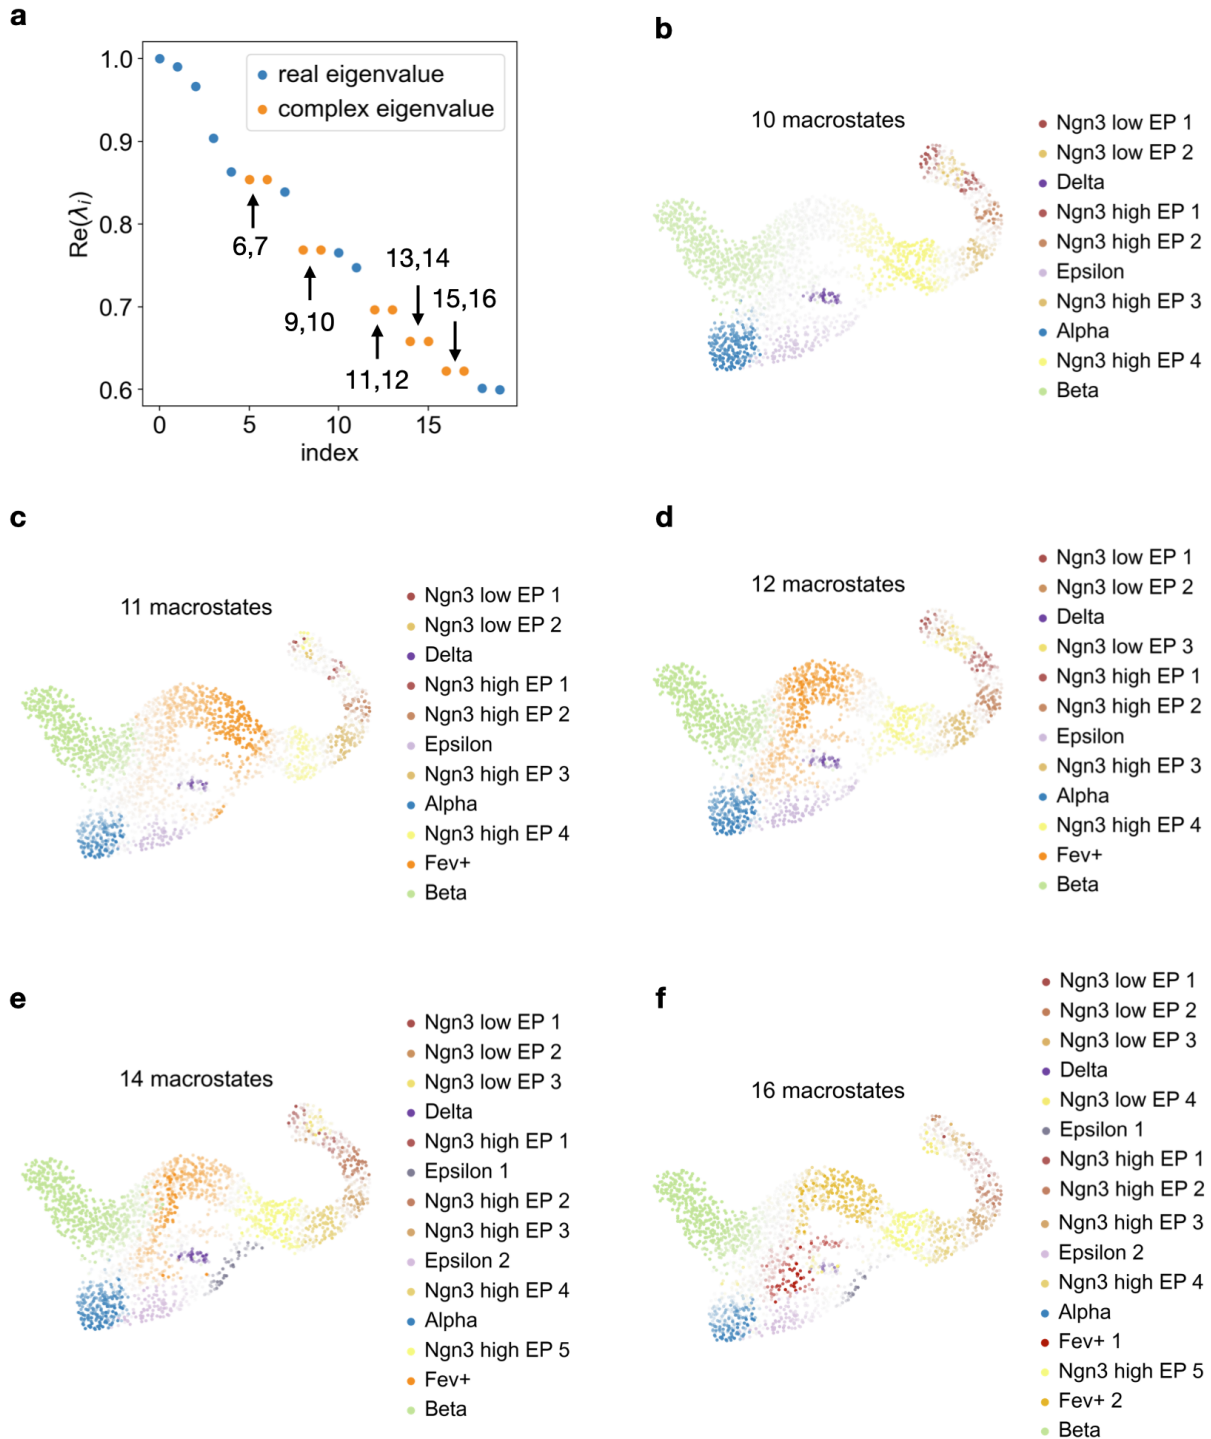 a
1.0
0.9
0.8
0.7
0.6
Re(λi)
real eigenvalue
complex eigenvalue
6,7
9,10
13,14
15,16
11,12
0
5
10
15
index
b
10 macrostates
Ngn3 low EP 1
Ngn3 low EP 2
Delta
Ngn3 high EP 1
Ngn3 high EP 2
Epsilon
Ngn3 high EP 3
Alpha
Ngn3 high EP 4
Beta
c
11 macrostates
Ngn3 low EP 1
Ngn3 low EP 2
Delta
Ngn3 high EP 1
Ngn3 high EP 2
Epsilon
Ngn3 high EP 3
Alpha
Ngn3 high EP 4
Fev+
Beta
d
12 macrostates
Ngn3 low EP 1
Ngn3 low EP 2
Delta
Ngn3 low EP 3
Ngn3 high EP 1
Ngn3 high EP 2
Epsilon
Ngn3 high EP 3
Alpha
Ngn3 high EP 4
Fev+
Beta
e
14 macrostates
Ngn3 low EP 1
Ngn3 low EP 2
Ngn3 low EP 3
Delta
Ngn3 high EP 1
Epsilon 1
Ngn3 high EP 2
Ngn3 high EP 3
Epsilon 2
Ngn3 high EP 4
Alpha
Ngn3 high EP 5
Fev+
Beta
f
16 macrostates
Ngn3 low EP 1
Ngn3 low EP 2
Ngn3 low EP 3
Delta
Ngn3 low EP 4
Epsilon 1
Ngn3 high EP 1
Ngn3 high EP 2
Ngn3 high EP 3
Epsilon 2
Ngn3 high EP 4
Alpha
Fev+ 1
Ngn3 high EP 5
Fev+ 2
Beta